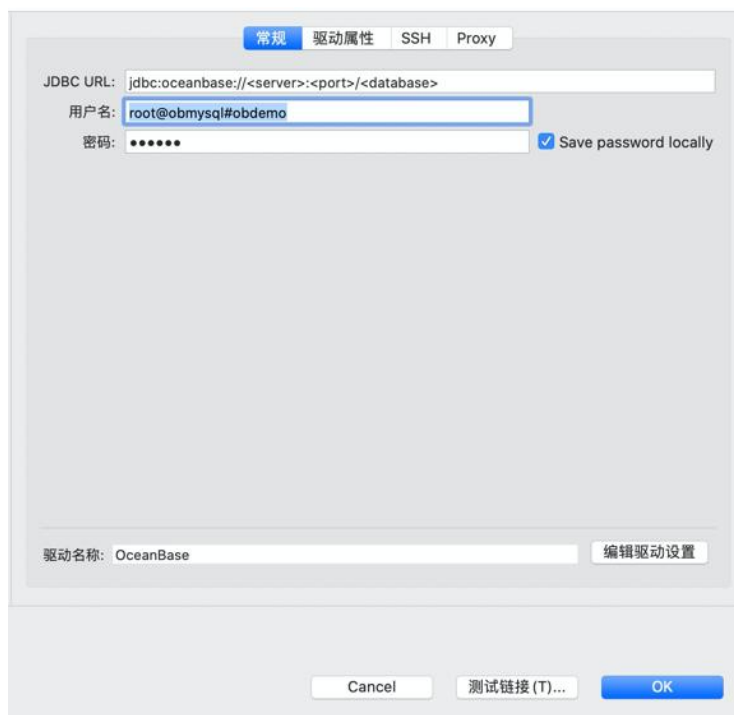 常规 驱动属性 SSH Proxy
JDBC URL: jdbc:oceanbase://<server>:<port>/<database>
用户名: root@obmysql#obdemo
密码: •••••• Save password locally
驱动名称: OceanBase 编辑驱动设置
Cancel 测试链接 (T)... OK